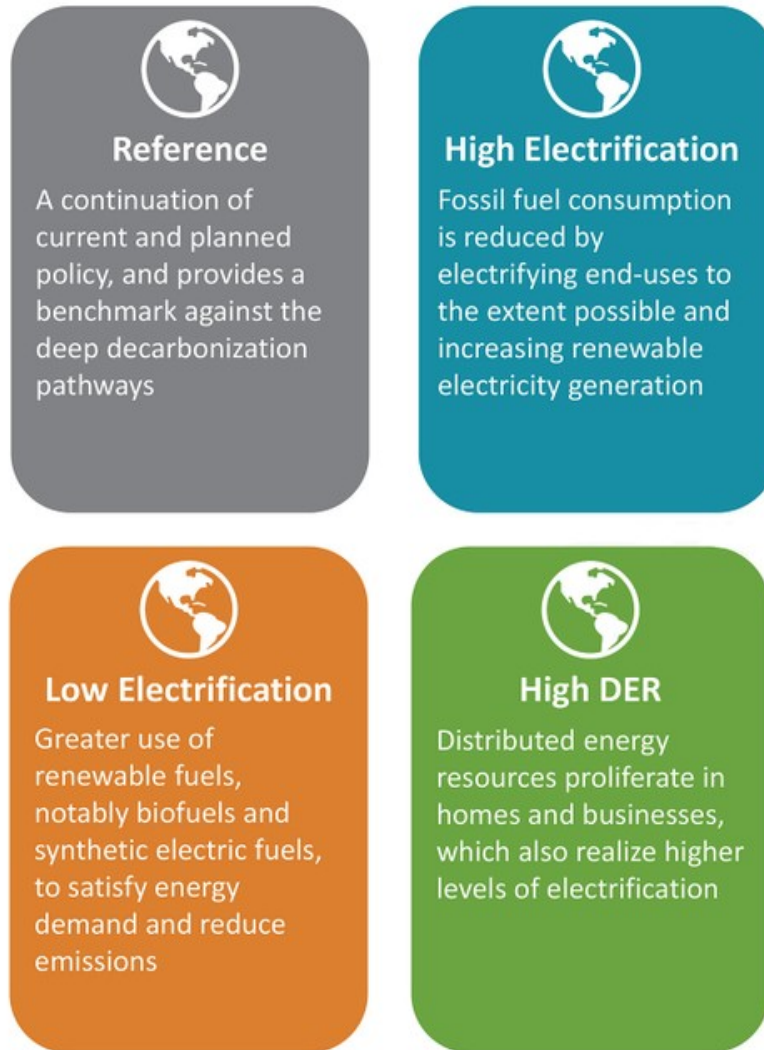 Reference
A continuation of
current and planned
policy, and provides a
benchmark against the
deep decarbonization
pathways
High Electrification
Fossil fuel consumption
is reduced by
electrifying end-uses to
the extent possible and
increasing renewable
electricity generation
Low Electrification
Greater use of
renewable fuels,
notably biofuels and
synthetic electric fuels,
to satisfy energy
demand and reduce
emissions
High DER
Distributed energy
resources proliferate in
homes and businesses,
which also realize higher
levels of electrification